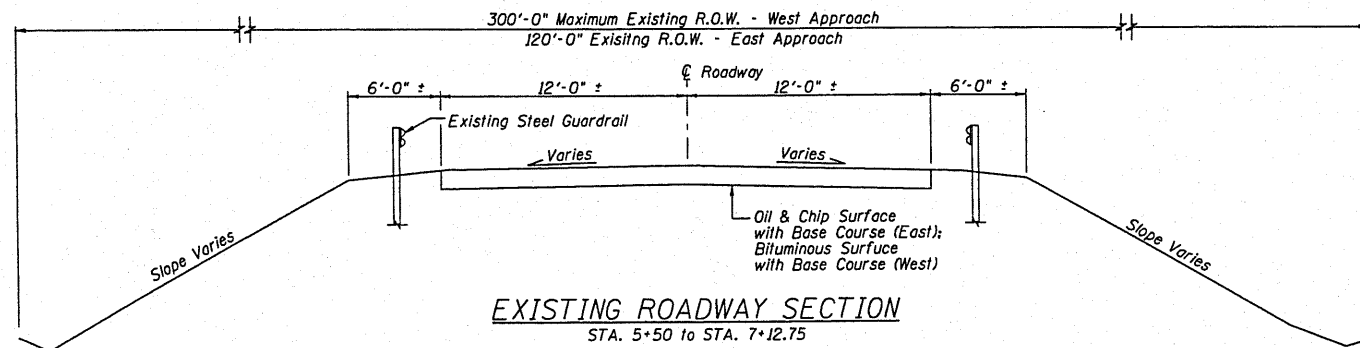 300'-0" Maximum Existing R.O.W. - West Approach
120'-0" Exisitng R.O.W. - East Approach
℄ Roadway
6'-0" ±
12'-0" ±
12'-0" ±
6'-0" ±
Existing Steel Guardrail
Varies
Varies
Oil & Chip Surface
with Base Course (East);
Bituminous Surfuce
with Base Course (West)
Slope Varies
Slope Varies
EXISTING ROADWAY SECTION
STA. 5+50 to STA. 7+12.75